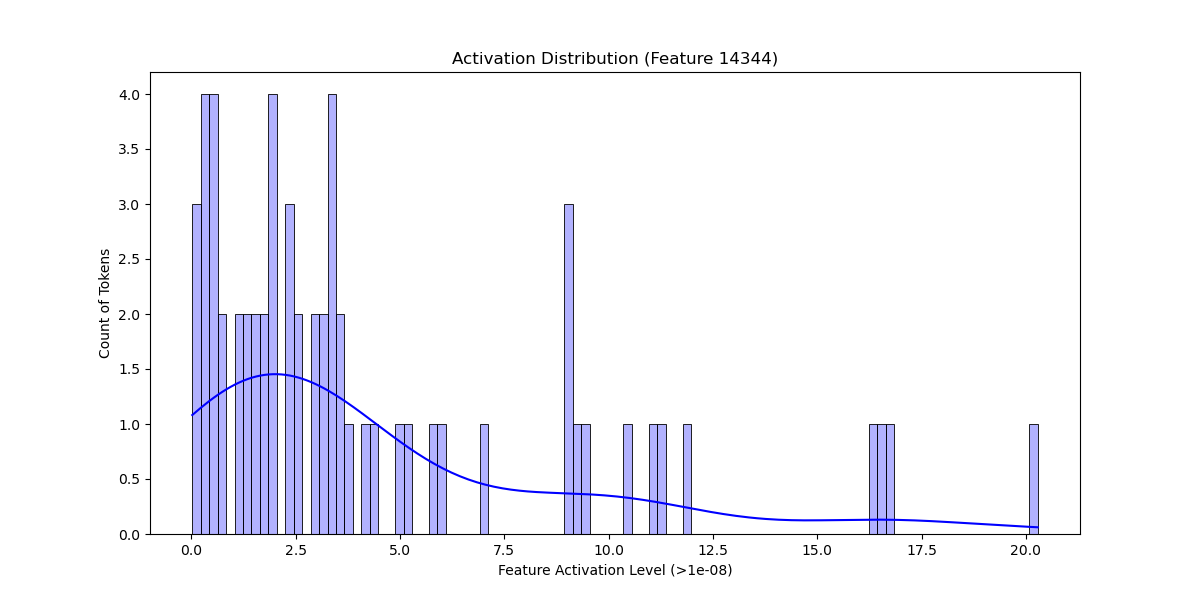 Activation Distribution (Feature 14344)
4.0
3.5
3.0
2.5
2.0
1.5
1.0
0.5
0.0
Count of Tokens
0.0 2.5 5.0 7.5 10.0 12.5 15.0 17.5 20.0
Feature Activation Level (>1e-08)